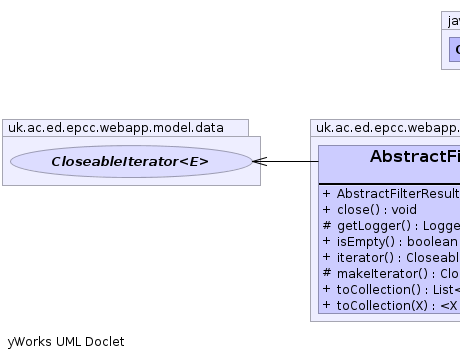 jav
uk.ac.ed.epcc.webapp.model.data
CloseableIterator<E>
uk.ac.ed.epcc.webapp.
AbstractFi
+ AbstractFilterResult
+ close() : void
# getLogger() : Logge
+ isEmpty() : boolean
+ iterator() : Closeabl
# makeIterator() : Clo
+ toCollection() : List<
+ toCollection(X) : <X
yWorks UML Doclet